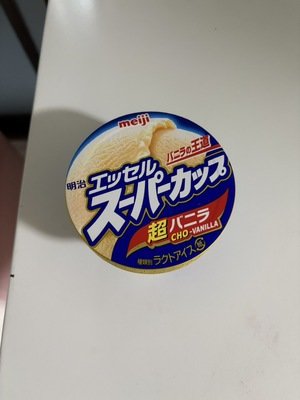 meiji
バニラの王道
明治
エッセル
スーパーカップ
超バニラ
CHO-VANILLA
種類別 ラクトアイス